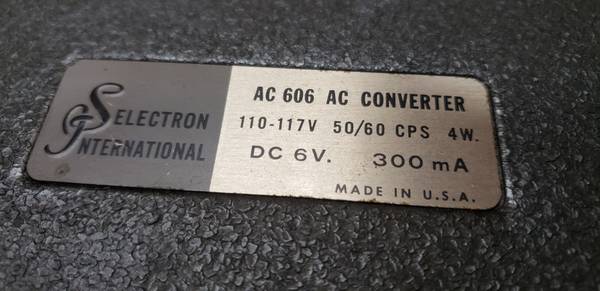 SELECTRON
INTERNATIONAL
AC 606 AC CONVERTER
110-117V 50/60 CPS 4W.
DC 6V. 300 mA
MADE IN U.S.A.